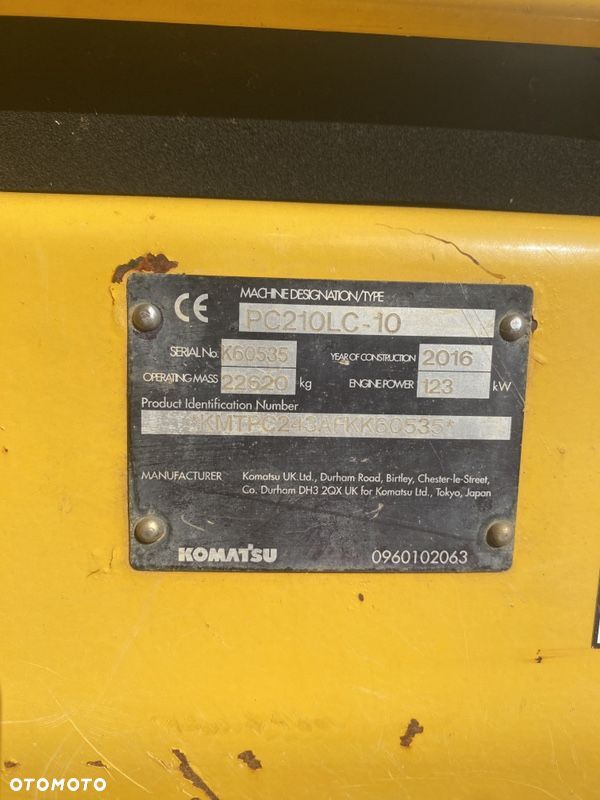 CE
MACHINE DESIGNATION/TYPE
PC210LC-10
SERIAL No. K60535 YEAR OF CONSTRUCTION 2016
OPERATING MASS 22620 kg ENGINE POWER 123 kW
Product Identification Number
*KMTPC243AFKK60535*
MANUFACTURER Komatsu UK Ltd., Durham Road, Birtley, Chester-le-Street,
Co. Durham DH3 2QX UK for Komatsu Ltd., Tokyo, Japan
KOMATSU 0960102063
OTOMOTO